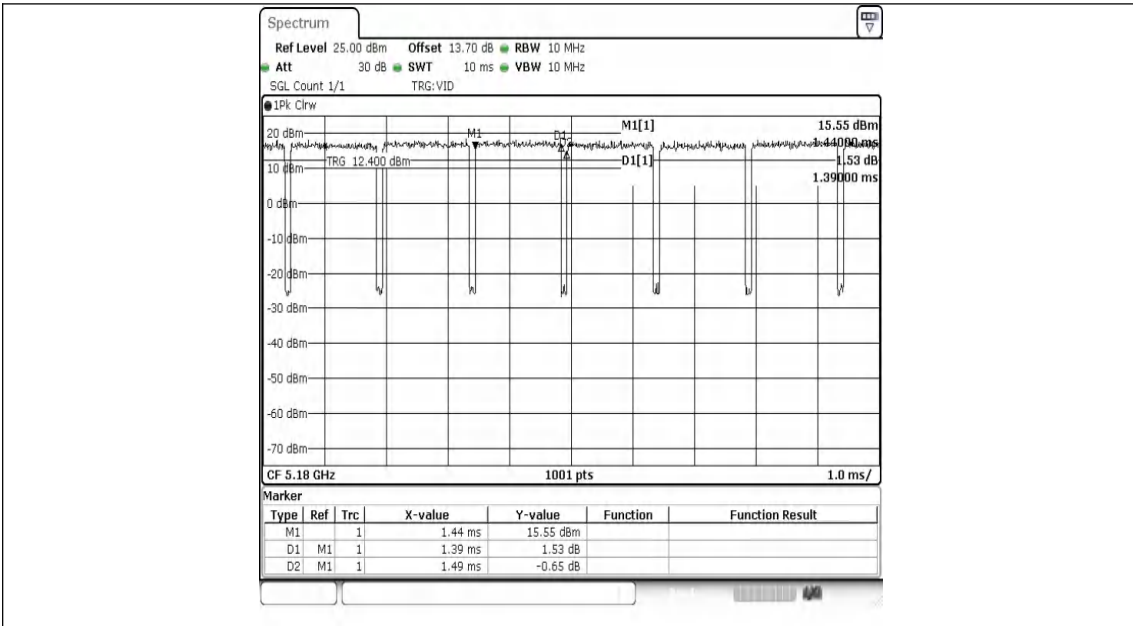 Spectrum
Ref Level 25.00 dBm Offset 13.70 dB RBW 10 MHz
Att 30 dB SWT 10 ms VBW 10 MHz
SGL Count 1/1 TRG:VID
1Pk Clrw
M1[1] 15.55 dBm
20 dBm
M1
1.44000 ms
D1[1] 1.53 dB
TRG 12.400 dBm
10 dBm
1.39000 ms
0 dBm
-10 dBm
-20 dBm
-30 dBm
-40 dBm
-50 dBm
-60 dBm
-70 dBm
CF 5.18 GHz 1001 pts 1.0 ms/
Marker
Type Ref Trc X-value Y-value Function Function Result
M1 1 1.44 ms 15.55 dBm
D1 M1 1 1.39 ms 1.53 dB
D2 M1 1 1.49 ms -0.65 dB